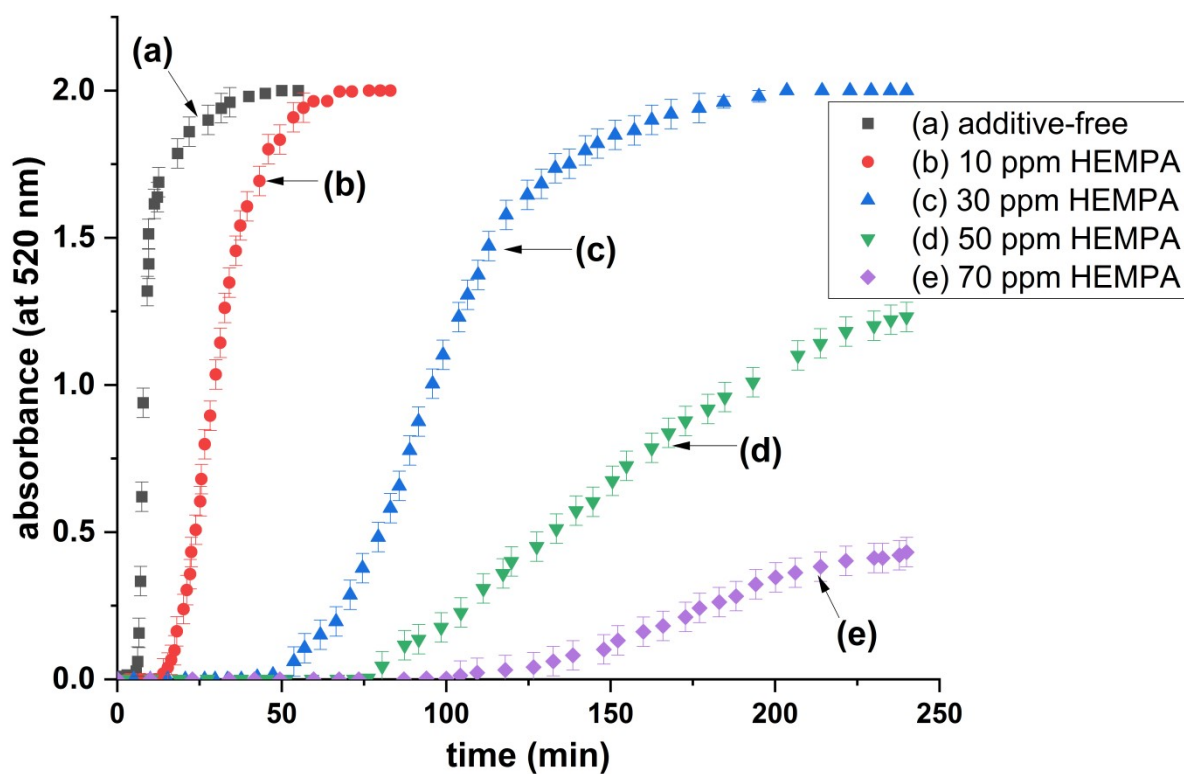 absorbance (at 520 nm)
2.0
1.5
1.0
0.5
0.0
0
50
100
150
200
250
time (min)
(a)
(b)
(c)
(d)
(e)
(a) additive-free
(b) 10 ppm HEMPA
(c) 30 ppm HEMPA
(d) 50 ppm HEMPA
(e) 70 ppm HEMPA